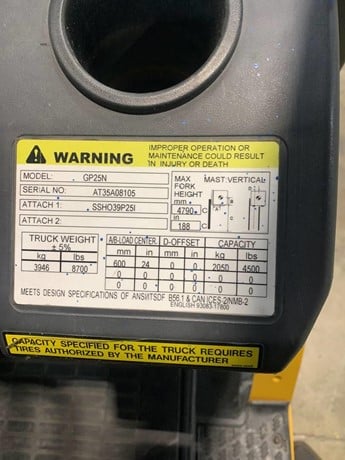 WARNING
IMPROPER OPERATION OR
MAINTENANCE COULD RESULT
IN INJURY OR DEATH
MODEL: GP25N
SERIAL NO: AT35A08105
ATTACH 1: SSHO39P25I
ATTACH 2:
MAX FORK HEIGHT
mm 4790
in 188
MAST:VERTICAL
A B
C C
TRUCK WEIGHT ± 5%
kg lbs
3946 8700
A/B-LOAD CENTER. D-OFFSET CAPACITY
mm in mm in kg lbs
600 24 0 0 2050 4500
0 0 0 0 0 0
0 0 0 0 0 0
MEETS DESIGN SPECIFICATIONS OF ANSI/ITSDF B56.1 & CAN ICES-2/NMB-2
ENGLISH 93083-17800
CAPACITY SPECIFIED FOR THE TRUCK REQUIRES
TIRES AUTHORIZED BY THE MANUFACTURER